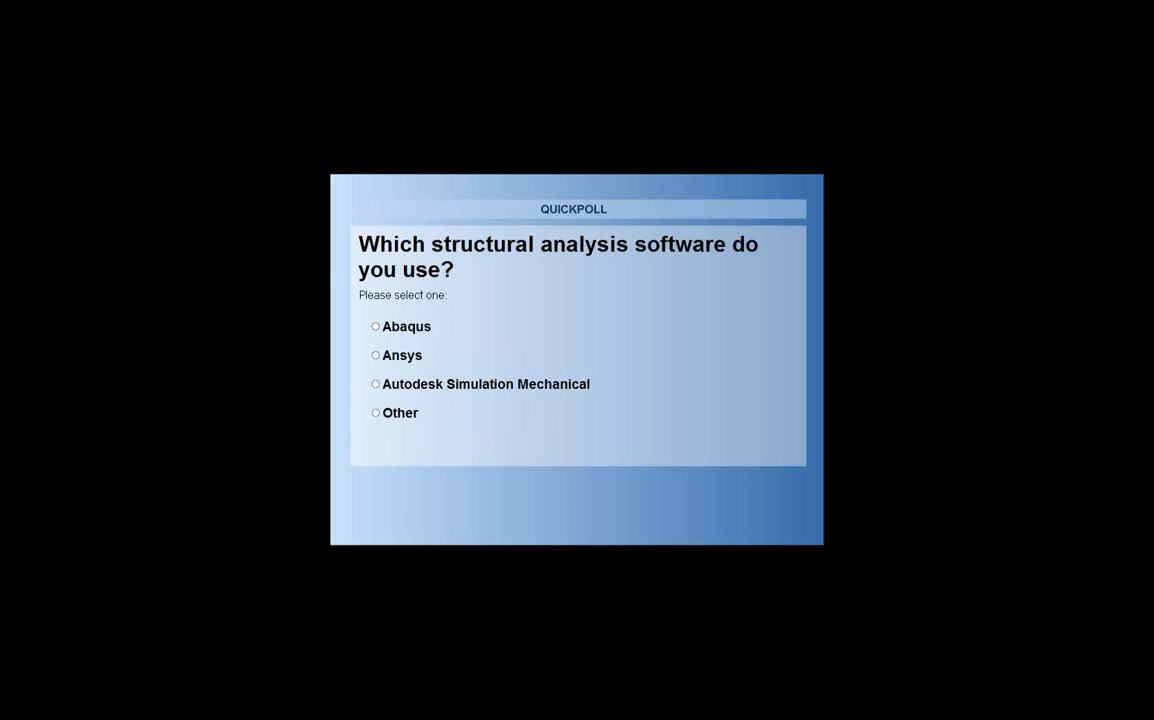 QUICKPOLL
Which structural analysis software do
you use?
Please select one:
Abaqus
Ansys
Autodesk Simulation Mechanical
Other